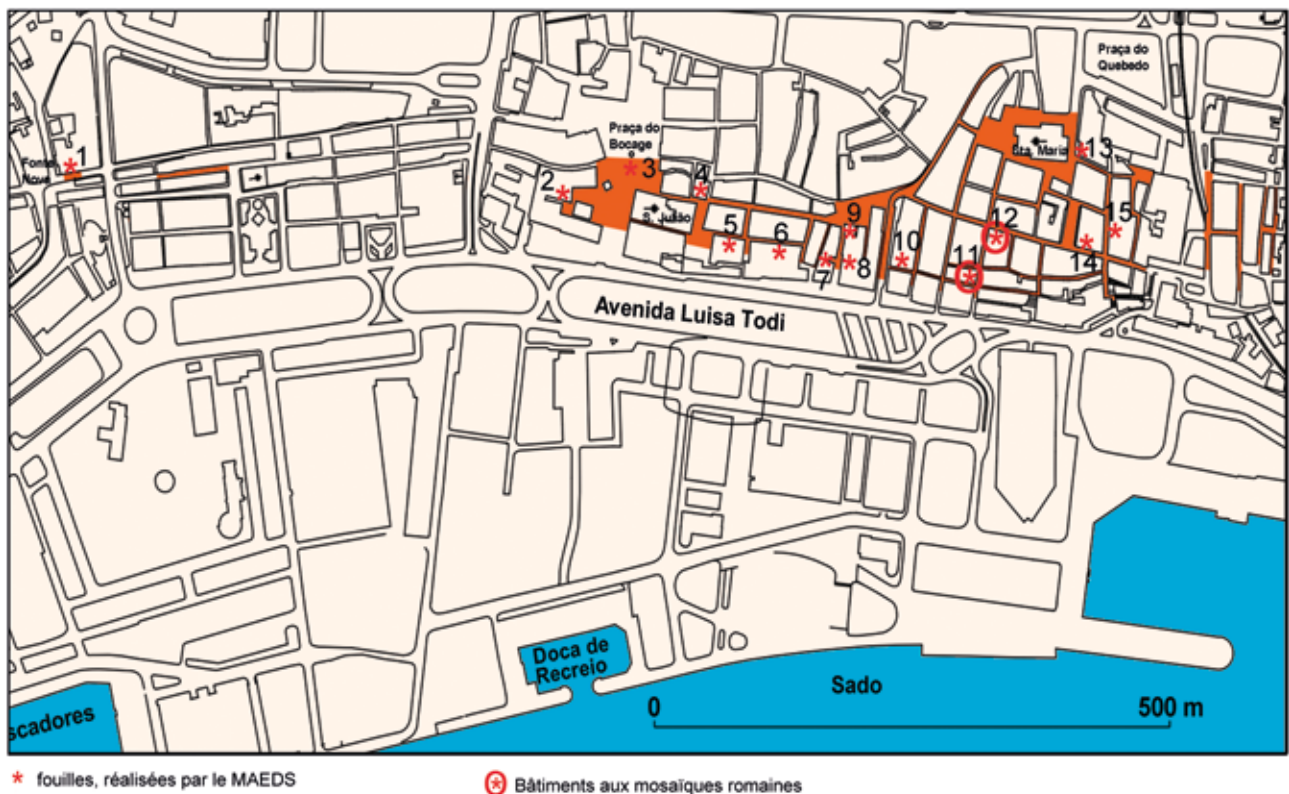 Praça do
Quebedo
Praça do
Bocage
Fonte
Nova
1
2
3
4
S. Julião
5
6
7
8
9
10
11
12
Sta. Maria
13
14
15
Avenida Luisa Todi
Doca de
Recreio
Sado
scadores
0 500 m
* fouilles, réalisées par le MAEDS
* Bâtiments aux mosaïques romaines